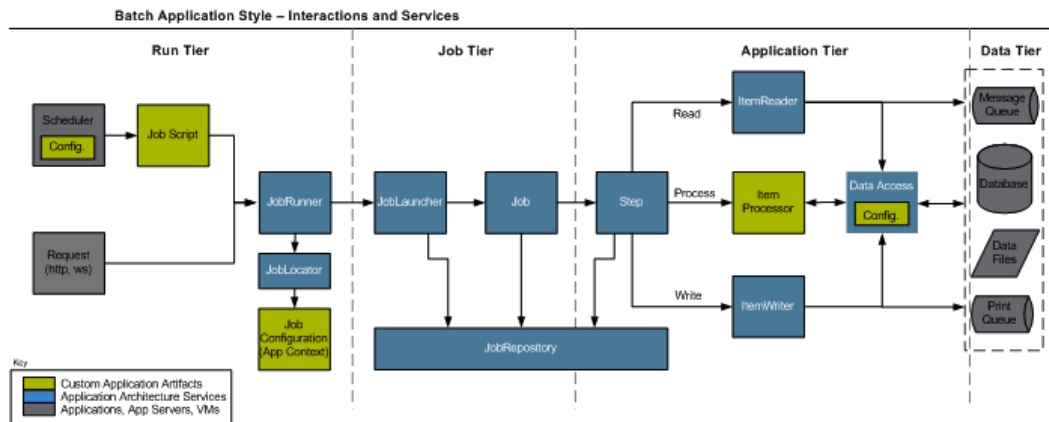 Batch Application Style – Interactions and Services
Run Tier
Job Tier
Application Tier
Data Tier
Scheduler
Config.
Job Script
Request
(http, ws)
JobRunner
JobLocator
Job
Configuration
(App Context)
JobLauncher
Job
Step
JobRepository
Read
Process
Write
ItemReader
Item
Processor
ItemWriter
Data Access
Config.
Message
Queue
Database
Data
Files
Print
Queue
Key
Custom Application Artifacts
Application Architecture Services
Applications, App Servers, VMs